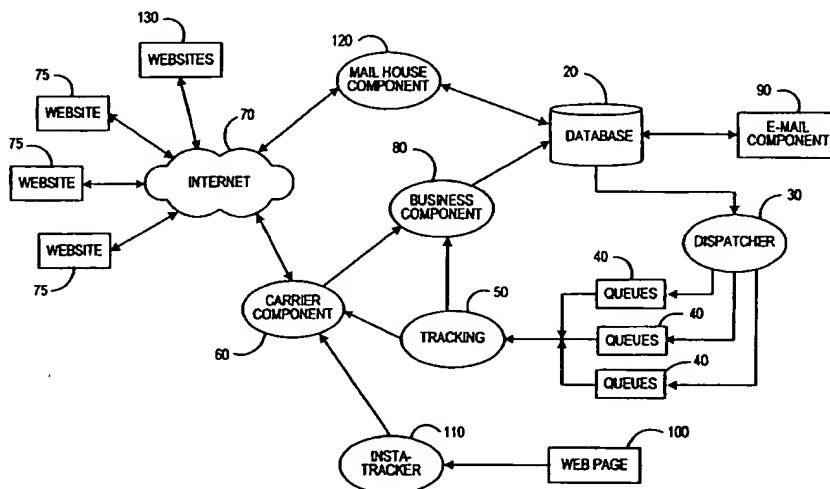 130
WEBSITES
120
MAIL HOUSE
COMPONENT
75
WEBSITE
70
20
DATABASE
90
E-MAIL
COMPONENT
75
WEBSITE
INTERNET
80
BUSINESS
COMPONENT
30
DISPATCHER
WEBSITE
75
CARRIER
COMPONENT
60
50
TRACKING
40
QUEUES
40
QUEUES
40
QUEUES
110
INSTA-
TRACKER
100
WEB PAGE